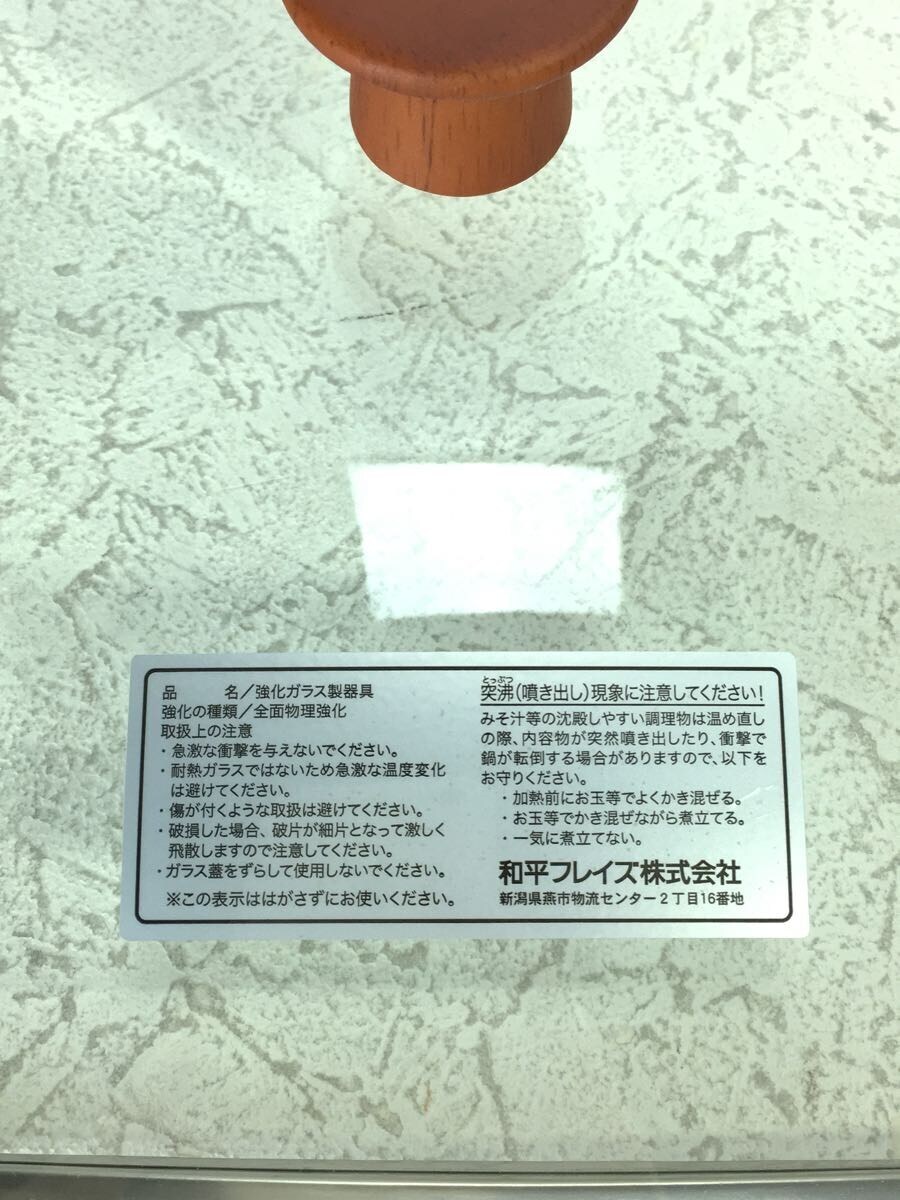 品　　　名／強化ガラス製器具
強化の種類／全面物理強化
取扱上の注意
・急激な衝撃を与えないでください。
・耐熱ガラスではないため急激な温度変化
は避けてください。
・傷が付くような取扱は避けてください。
・破損した場合、破片が細片となって激しく
飛散しますので注意してください。
・ガラス蓋をずらして使用しないでください。
※この表示ははがさずにお使いください。
とっぷつ
突沸(噴き出し)現象に注意してください!
みそ汁等の沈殿しやすい調理物は温め直し
の際、内容物が突然噴き出したり、衝撃で
鍋が転倒する場合がありますので、以下を
お守りください。
・加熱前にお玉等でよくかき混ぜる。
・お玉等でかき混ぜながら煮立てる。
・一気に煮立てない。
和平フレイズ株式会社
新潟県燕市物流センター2丁目16番地